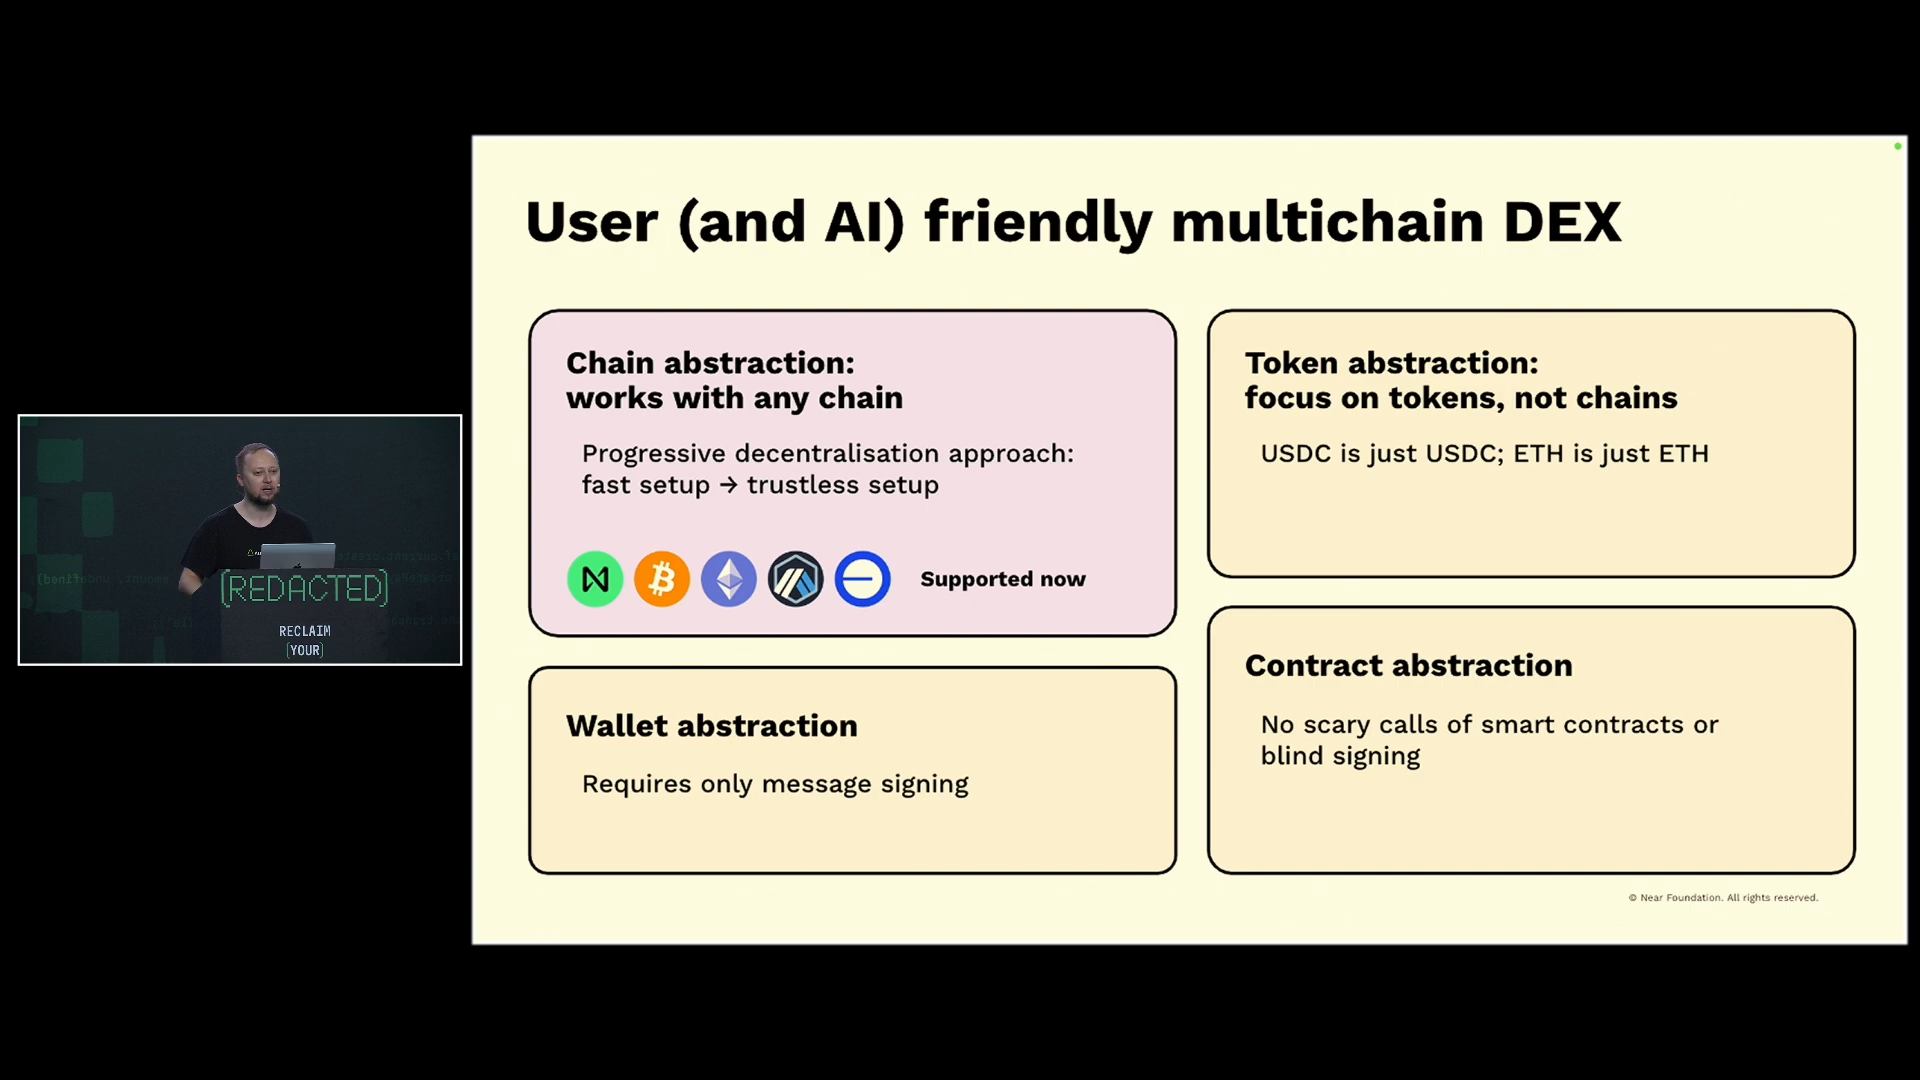 User (and AI) friendly multichain DEX
Chain abstraction:
works with any chain
Progressive decentralisation approach:
fast setup → trustless setup
Supported now
Token abstraction:
focus on tokens, not chains
USDC is just USDC; ETH is just ETH
Wallet abstraction
Requires only message signing
Contract abstraction
No scary calls of smart contracts or
blind signing
© Near Foundation. All rights reserved.
[REDACTED]
RECLAIM
[YOUR]